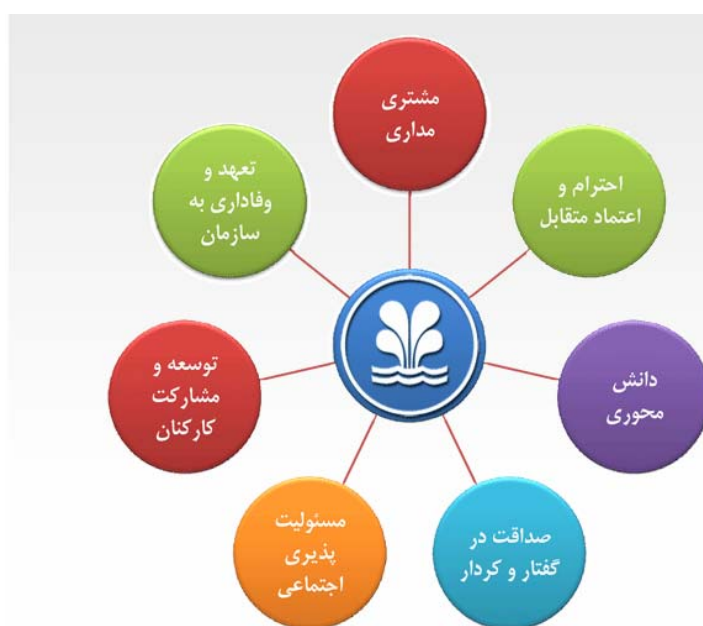 مشتری
مداری
احترام و
اعتماد متقابل
دانش
محوری
صداقت در
گفتار و کردار
مسئولیت
پذیری
اجتماعی
توسعه و
مشارکت
کارکنان
تعهد و
وفاداری به
سازمان